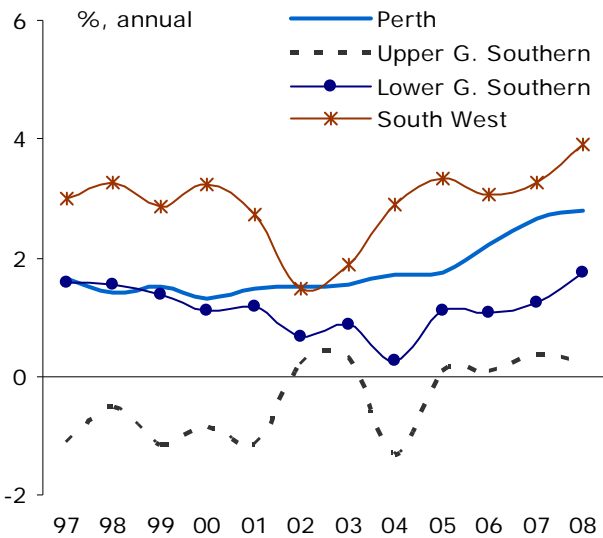 6
%, annual
Perth
Upper G. Southern
Lower G. Southern
South West
4
2
0
-2
97 98 99 00 01 02 03 04 05 06 07 08